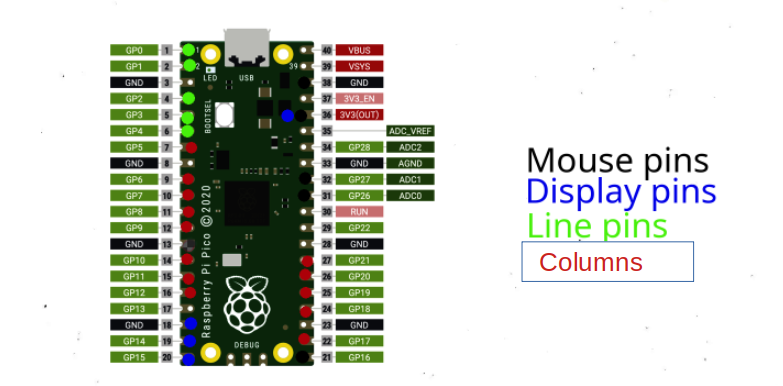 GP0 1 1 40 VBUS
GP1 2 2 39 39 VSYS
GND 3 LED USB 38 GND
GP2 4 37 3V3_EN
GP3 5 BOOTSEL 36 3V3(OUT)
GP4 6 35 ADC_VREF
GP5 7 34 GP28 ADC2
GND 8 33 GND AGND
GP6 9 32 GP27 ADC1
GP7 10 31 GP26 ADC0
GP8 11 30 RUN
GP9 12 29 GP22
GND 13 28 GND
GP10 14 27 GP21
GP11 15 26 GP20
GP12 16 25 GP19
GP13 17 24 GP18
GND 18 23 GND
GP14 19 DEBUG 22 GP17
GP15 20 21 GP16
Raspberry Pi Pico © 2020
Mouse pins
Display pins
Line pins
Columns